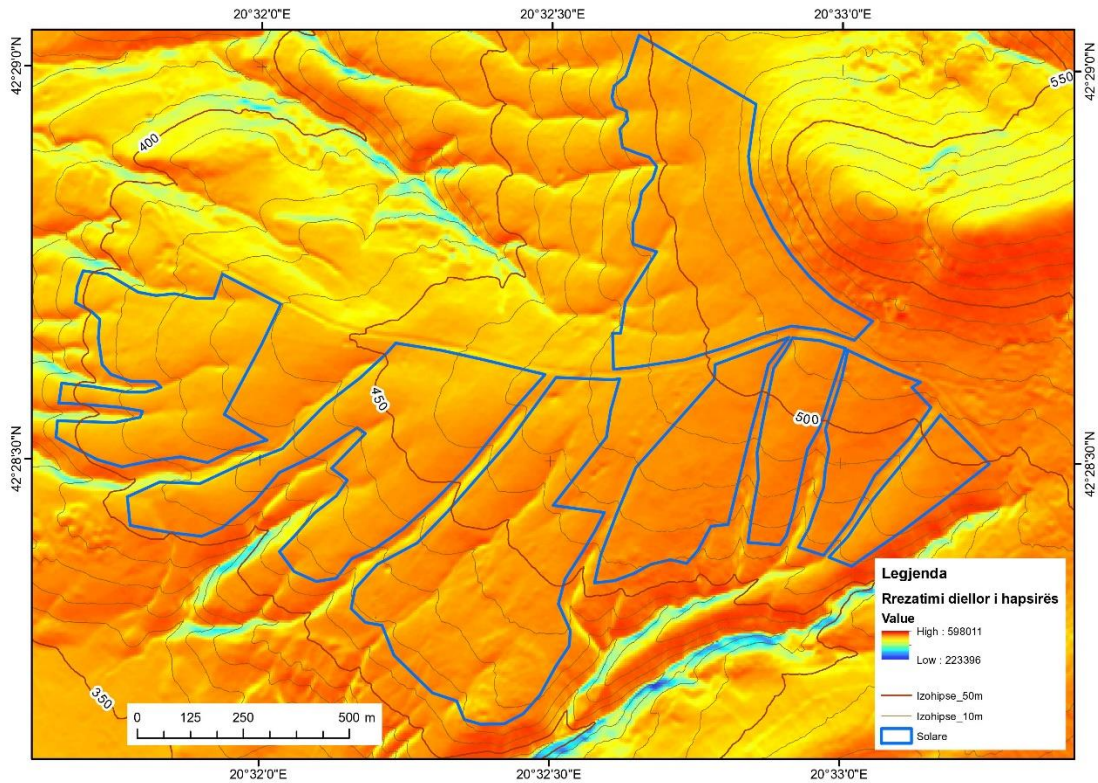 20°32'0"E
20°32'30"E
20°33'0"E
42°29'0"N
42°29'0"N
550
400
450
500
42°28'30"N
42°28'30"N
350
Legjenda
Rrezatimi diellor i hapsirës
Value
High : 598011
Low : 223396
Izohipse_50m
Izohipse_10m
Solare
0 125 250 500 m
20°32'0"E
20°32'30"E
20°33'0"E